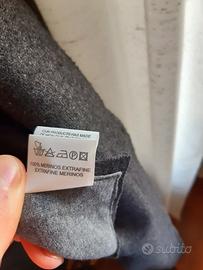 100% MERINOS EXTRAFINE
EXTRAFINE MERINOS
subito